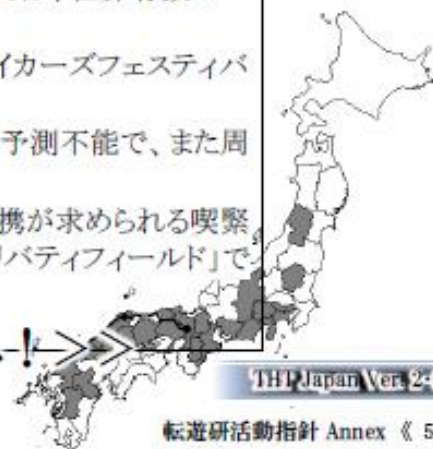 イカーズフェスティバ
予測不能で、また周
携が求められる喫緊
リバティフィールド」で
!
THT Japan Ver. 2-
転遊研活動指針 Annex 《 5